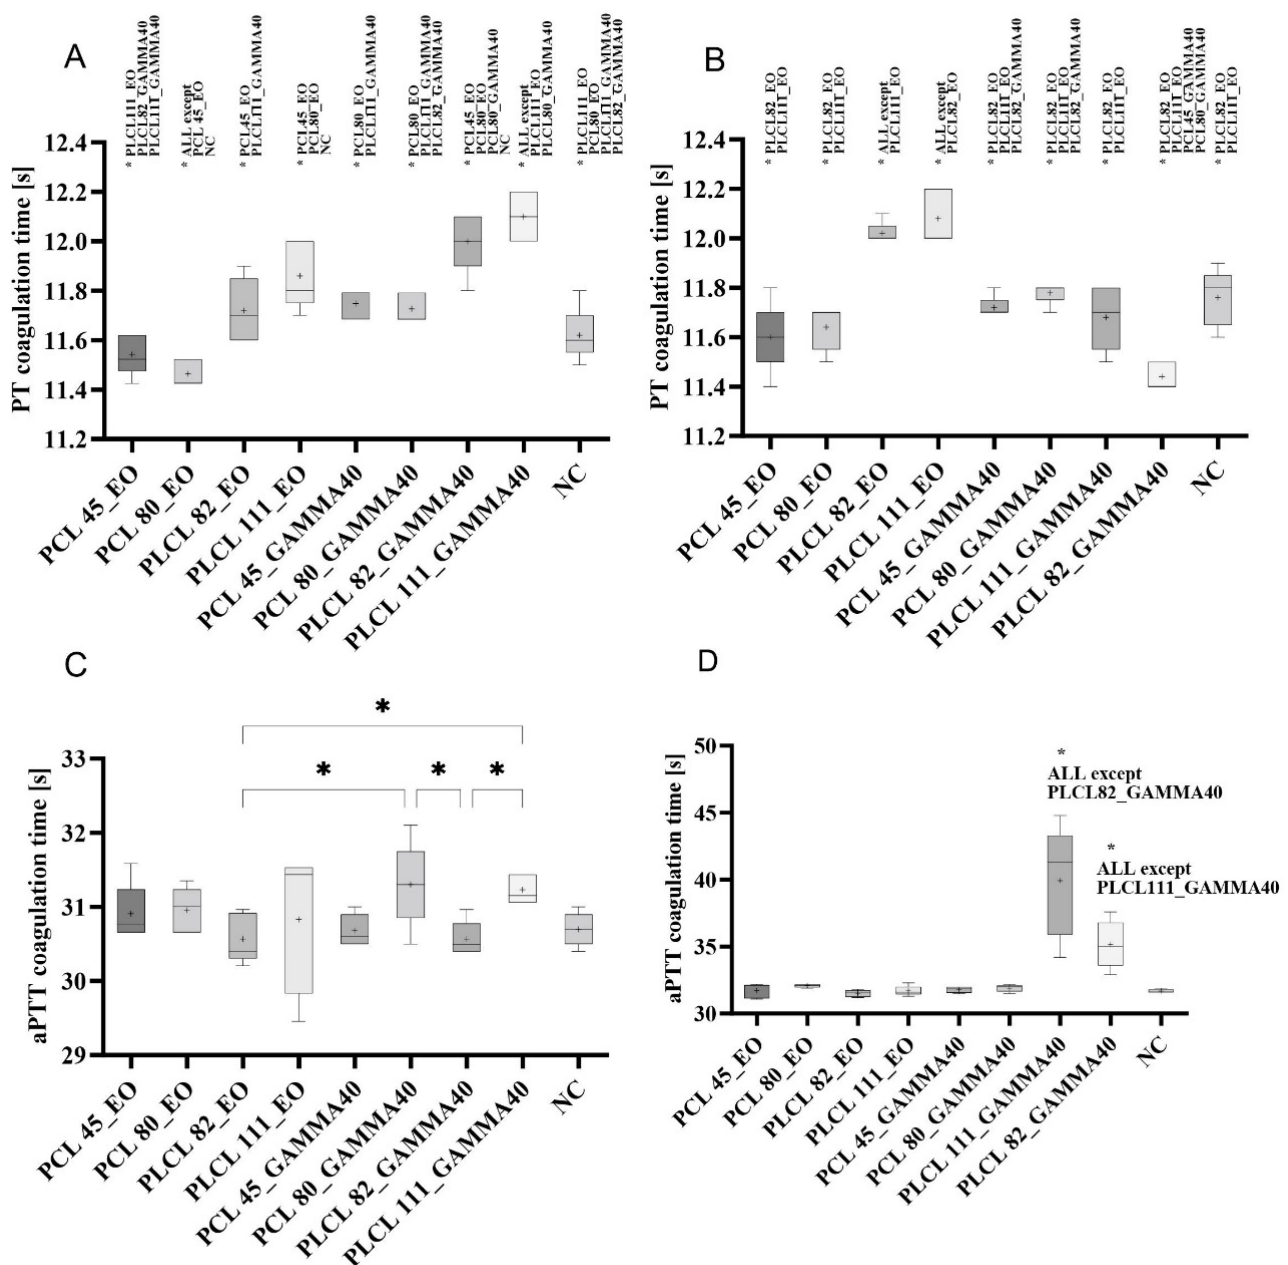 A
* PLCL111_EO
PLCL82_GAMMA40
PLCL111_GAMMA40
* ALL except
PCL 45_EO
NC
* PCL45_EO
PLCL111_GAMMA40
* PCL45_EO
PCL80_EO
NC
* PCL80_EO
PLCL111_GAMMA40
* PCL80_EO
PLCL111_GAMMA40
PLCL82_GAMMA40
* PCL45_EO
PCL80_EO
PCL80_GAMMA40
NC
* ALL except
PLCL111_EO
PLCL80_GAMMA40
* PLCL111_EO
PCL80_EO
PLCL111_GAMMA40
PLCL82_GAMMA40
PT coagulation time [s]
12.4
12.2
12.0
11.8
11.6
11.4
11.2
PCL 45_EO
PCL 80_EO
PLCL 82_EO
PLCL 111_EO
PCL 45_GAMMA40
PCL 80_GAMMA40
PLCL 82_GAMMA40
PLCL 111_GAMMA40
NC
B
* PLCL82_EO
PLCL111_EO
* PLCL82_EO
PLCL111_EO
* ALL except
PLCL111_EO
* ALL except
PLCL82_EO
* PLCL82_EO
PLCL111_EO
PLCL82_GAMMA40
* PLCL82_EO
PLCL111_EO
PLCL82_GAMMA40
* PLCL82_EO
PLCL111_EO
* PLCL82_EO
PLCL111_EO
PCL45_GAMMA40
PCL80_GAMMA40
NC
* PLCL82_EO
PLCL111_EO
PT coagulation time [s]
12.4
12.2
12.0
11.8
11.6
11.4
11.2
PCL 45_EO
PCL 80_EO
PLCL 82_EO
PLCL 111_EO
PCL 45_GAMMA40
PCL 80_GAMMA40
PLCL 111_GAMMA40
PLCL 82_GAMMA40
NC
C
*
* * *
aPTT coagulation time [s]
33
32
31
30
29
PCL 45_EO
PCL 80_EO
PLCL 82_EO
PLCL 111_EO
PCL 45_GAMMA40
PCL 80_GAMMA40
PLCL 82_GAMMA40
PLCL 111_GAMMA40
NC
D
*
ALL except
PLCL82_GAMMA40
*
ALL except
PLCL111_GAMMA40
aPTT coagulation time [s]
50
45
40
35
30
PCL 45_EO
PCL 80_EO
PLCL 82_EO
PLCL 111_EO
PCL 45_GAMMA40
PCL 80_GAMMA40
PLCL 111_GAMMA40
PLCL 82_GAMMA40
NC